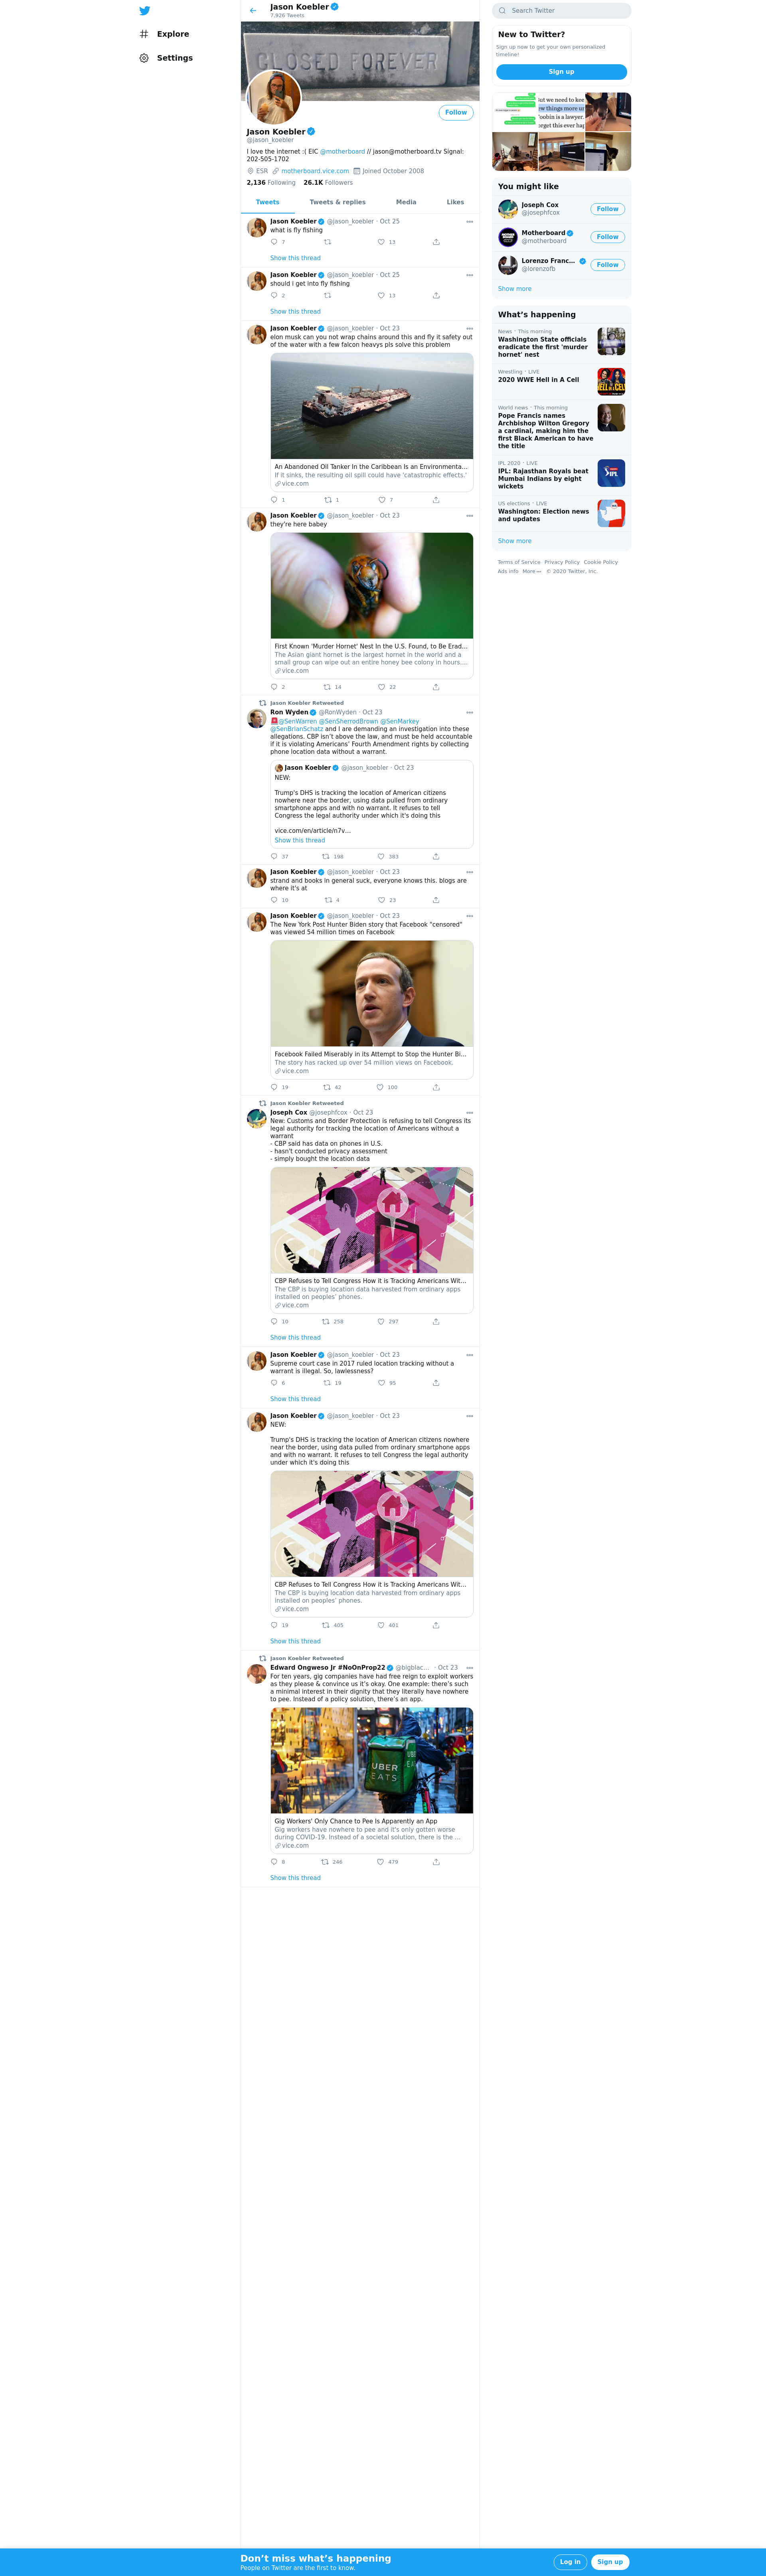 Explore
Settings
Jason Koebler
7,926 Tweets
CLOSED FOREVER
Follow
Jason Koebler
@jason_koebler
I love the internet :( EIC @motherboard // jason@motherboard.tv Signal:
202-505-1702
ESR motherboard.vice.com Joined October 2008
2,136 Following 26.1K Followers
Tweets Tweets & replies Media Likes
Jason Koebler @jason_koebler · Oct 25
what is fly fishing
7 13
Show this thread
Jason Koebler @jason_koebler · Oct 25
should i get into fly fishing
2 13
Show this thread
Jason Koebler @jason_koebler · Oct 23
elon musk can you not wrap chains around this and fly it safety out
of the water with a few falcon heavys pls solve this problem
An Abandoned Oil Tanker In the Caribbean Is an Environmenta...
If it sinks, the resulting oil spill could have 'catastrophic effects.'
vice.com
1 1 7
Jason Koebler @jason_koebler · Oct 23
they're here babey
First Known 'Murder Hornet' Nest In the U.S. Found, to Be Erad...
The Asian giant hornet is the largest hornet in the world and a
small group can wipe out an entire honey bee colony in hours....
vice.com
2 14 22
Jason Koebler Retweeted
Ron Wyden @RonWyden · Oct 23
🚨@SenWarren @SenSherrodBrown @SenMarkey
@SenBrianSchatz and I are demanding an investigation into these
allegations. CBP isn't above the law, and must be held accountable
if it is violating Americans' Fourth Amendment rights by collecting
phone location data without a warrant.
Jason Koebler @jason_koebler · Oct 23
NEW:
Trump's DHS is tracking the location of American citizens
nowhere near the border, using data pulled from ordinary
smartphone apps and with no warrant. It refuses to tell
Congress the legal authority under which it's doing this
vice.com/en/article/n7v…
Show this thread
37 198 383
Jason Koebler @jason_koebler · Oct 23
strand and books in general suck, everyone knows this. blogs are
where it's at
10 4 23
Jason Koebler @jason_koebler · Oct 23
The New York Post Hunter Biden story that Facebook "censored"
was viewed 54 million times on Facebook
Facebook Failed Miserably in its Attempt to Stop the Hunter Bi...
The story has racked up over 54 million views on Facebook.
vice.com
19 42 100
Jason Koebler Retweeted
Joseph Cox @josephfcox · Oct 23
New: Customs and Border Protection is refusing to tell Congress its
legal authority for tracking the location of Americans without a
warrant
- CBP said has data on phones in U.S.
- hasn't conducted privacy assessment
- simply bought the location data
CBP Refuses to Tell Congress How it is Tracking Americans Wit...
The CBP is buying location data harvested from ordinary apps
installed on peoples' phones.
vice.com
10 258 297
Show this thread
Jason Koebler @jason_koebler · Oct 23
Supreme court case in 2017 ruled location tracking without a
warrant is illegal. So, lawlessness?
6 19 95
Show this thread
Jason Koebler @jason_koebler · Oct 23
NEW:
Trump's DHS is tracking the location of American citizens nowhere
near the border, using data pulled from ordinary smartphone apps
and with no warrant. It refuses to tell Congress the legal authority
under which it's doing this
CBP Refuses to Tell Congress How it is Tracking Americans Wit...
The CBP is buying location data harvested from ordinary apps
installed on peoples' phones.
vice.com
19 405 401
Show this thread
Jason Koebler Retweeted
Edward Ongweso Jr #NoOnProp22 @bigblac... · Oct 23
For ten years, gig companies have had free reign to exploit workers
as they please & convince us it's okay. One example: there's such
a minimal interest in their dignity that they literally have nowhere
to pee. Instead of a policy solution, there's an app.
UBER
EATS
Gig Workers' Only Chance to Pee Is Apparently an App
Gig workers have nowhere to pee and it's only gotten worse
during COVID-19. Instead of a societal solution, there is the ...
vice.com
8 246 479
Show this thread
Search Twitter
New to Twitter?
Sign up now to get your own personalized
timeline!
Sign up
You might like
Joseph Cox
@josephfcox
Follow
Motherboard
@motherboard
Follow
Lorenzo Franc...
@lorenzofb
Follow
Show more
What's happening
News · This morning
Washington State officials
eradicate the first 'murder
hornet' nest
Wrestling · LIVE
2020 WWE Hell in A Cell
World news · This morning
Pope Francis names
Archbishop Wilton Gregory
a cardinal, making him the
first Black American to have
the title
IPL 2020 · LIVE
IPL: Rajasthan Royals beat
Mumbai Indians by eight
wickets
IPL
US elections · LIVE
Washington: Election news
and updates
Show more
Terms of Service Privacy Policy Cookie Policy
Ads info More ••• © 2020 Twitter, Inc.
Don't miss what's happening
People on Twitter are the first to know.
Log in Sign up